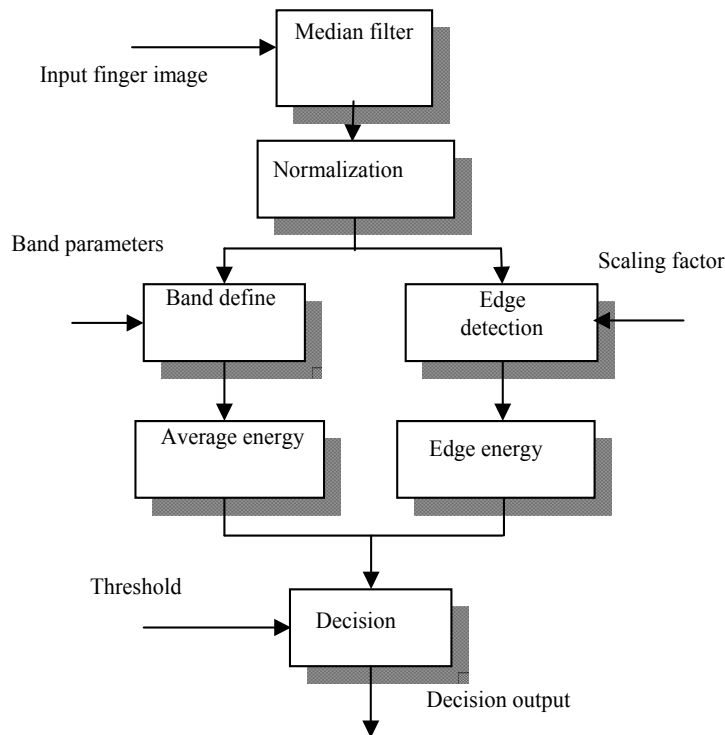 Median filter
Input finger image
Normalization
Band parameters
Scaling factor
Band define
Edge
detection
Average energy
Edge energy
Threshold
Decision
Decision output